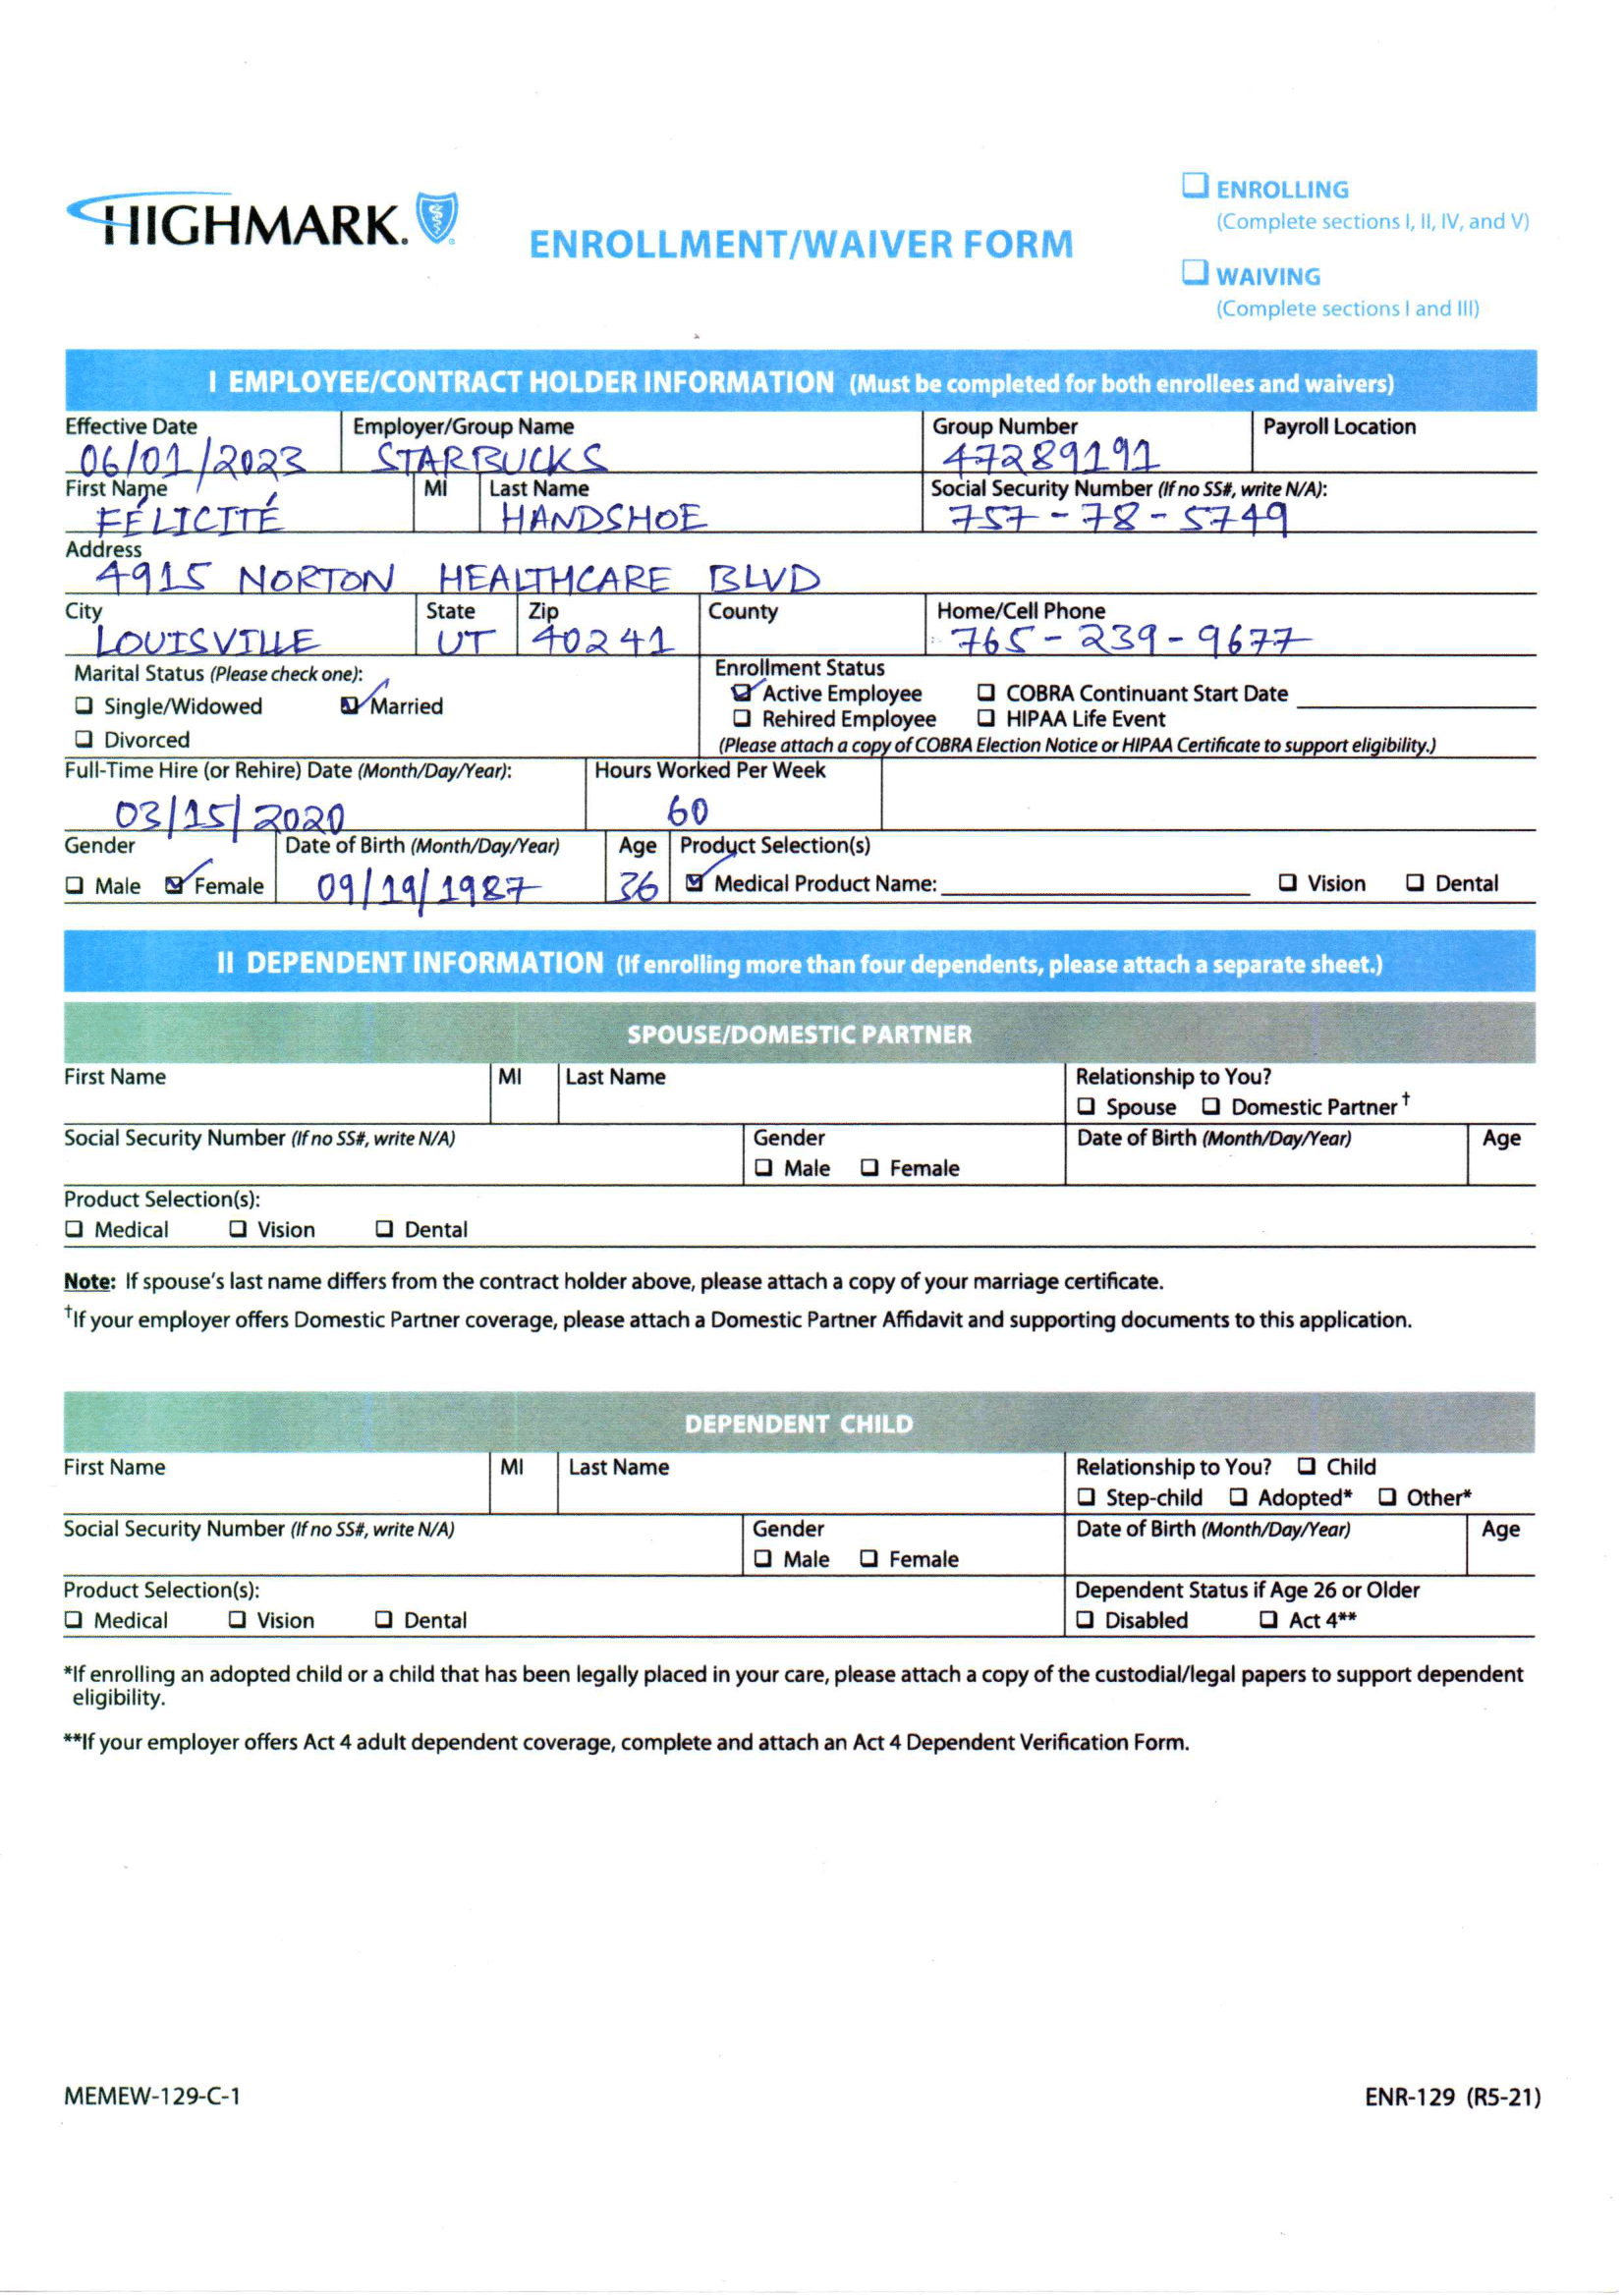 HIGHMARK.
ENROLLMENT/WAIVER FORM
❑ ENROLLING
(Complete sections I, II, IV, and V)
❑ WAIVING
(Complete sections I and III)
I EMPLOYEE/CONTRACT HOLDER INFORMATION (Must be completed for both enrollees and waivers)
Effective Date Employer/Group Name Group Number Payroll Location
06/01/2023 STARBUCKS 47289191
First Name MI Last Name Social Security Number (If no SS#, write N/A):
FÉLICITÉ HANDSHOE 757-78-5749
Address
4915 NORTON HEALTHCARE BLVD
City State Zip County Home/Cell Phone
LOUISVILLE UT 40241 765-239-9677
Marital Status (Please check one): Enrollment Status
❑ Single/Widowed ☑ Married ☑ Active Employee ❑ COBRA Continuant Start Date
❑ Rehired Employee ❑ HIPAA Life Event
❑ Divorced (Please attach a copy of COBRA Election Notice or HIPAA Certificate to support eligibility.)
Full-Time Hire (or Rehire) Date (Month/Day/Year): Hours Worked Per Week
03/15/2020 60
Gender Date of Birth (Month/Day/Year) Age Product Selection(s)
❑ Male ☑ Female 09/19/1987 36 ☑ Medical Product Name: ❑ Vision ❑ Dental
II DEPENDENT INFORMATION (If enrolling more than four dependents, please attach a separate sheet.)
SPOUSE/DOMESTIC PARTNER
First Name MI Last Name Relationship to You?
❑ Spouse ❑ Domestic Partner†
Social Security Number (If no SS#, write N/A) Gender Date of Birth (Month/Day/Year) Age
❑ Male ❑ Female
Product Selection(s):
❑ Medical ❑ Vision ❑ Dental
Note: If spouse's last name differs from the contract holder above, please attach a copy of your marriage certificate.
†If your employer offers Domestic Partner coverage, please attach a Domestic Partner Affidavit and supporting documents to this application.
DEPENDENT CHILD
First Name MI Last Name Relationship to You? ❑ Child
❑ Step-child ❑ Adopted* ❑ Other*
Social Security Number (If no SS#, write N/A) Gender Date of Birth (Month/Day/Year) Age
❑ Male ❑ Female
Product Selection(s): Dependent Status if Age 26 or Older
❑ Medical ❑ Vision ❑ Dental ❑ Disabled ❑ Act 4**
*If enrolling an adopted child or a child that has been legally placed in your care, please attach a copy of the custodial/legal papers to support dependent
eligibility.
**If your employer offers Act 4 adult dependent coverage, complete and attach an Act 4 Dependent Verification Form.
MEMEW-129-C-1 ENR-129 (R5-21)